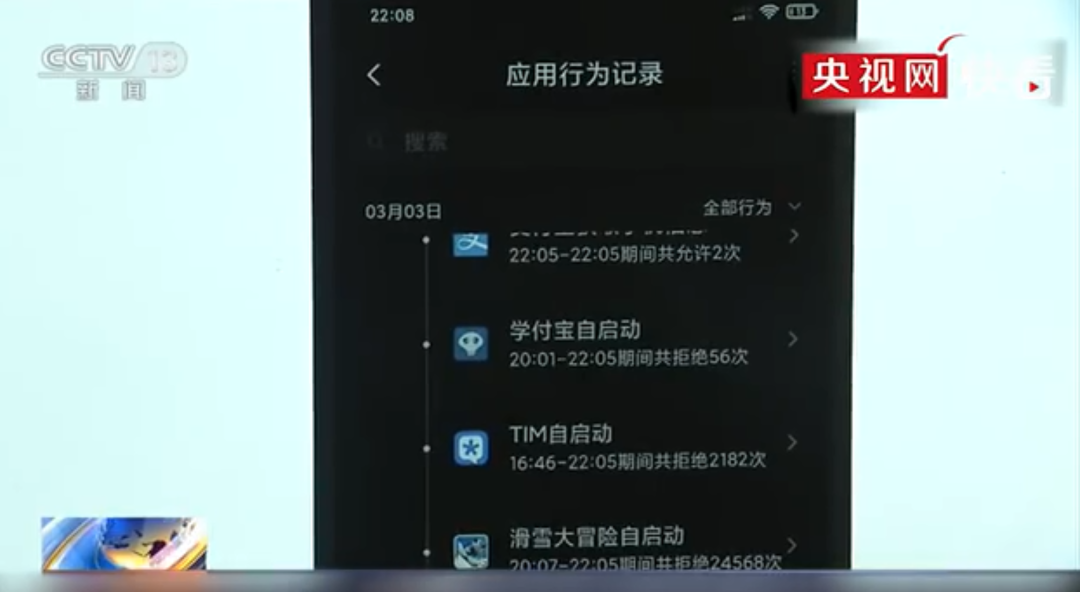 22:08
CCTV 13
新闻
应用行为记录
央视网快看
搜索
03月03日
全部行为
22:05-22:05期间共允许2次
学付宝自启动
20:01-22:05期间共拒绝56次
TIM自启动
16:46-22:05期间共拒绝2182次
滑雪大冒险自启动
20:07-22:05期间共拒绝24568次